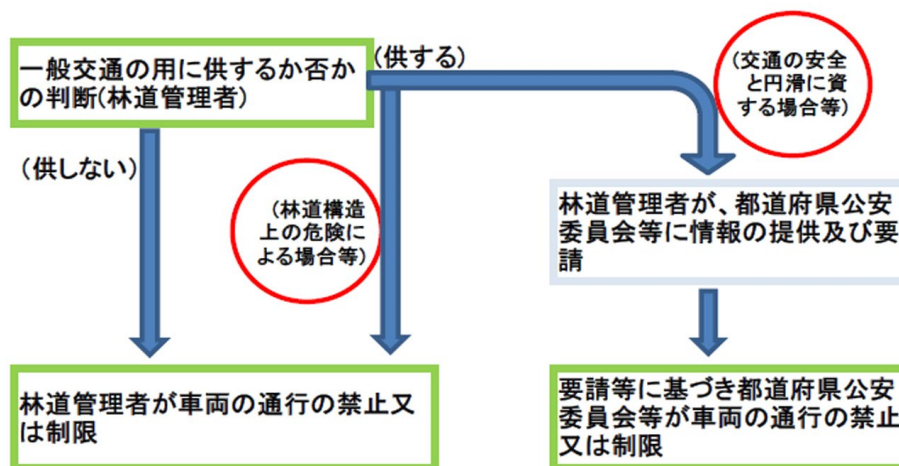 一般交通の用に供するか否か
の判断(林道管理者)
(供する)
(交通の安全
と円滑に資
する場合等)
(供しない)
(林道構造
上の危険に
よる場合等)
林道管理者が、都道府県公安
委員会等に情報の提供及び要
請
林道管理者が車両の通行の禁止又
は制限
要請等に基づき都道府県公安
委員会等が車両の通行の禁止
又は制限